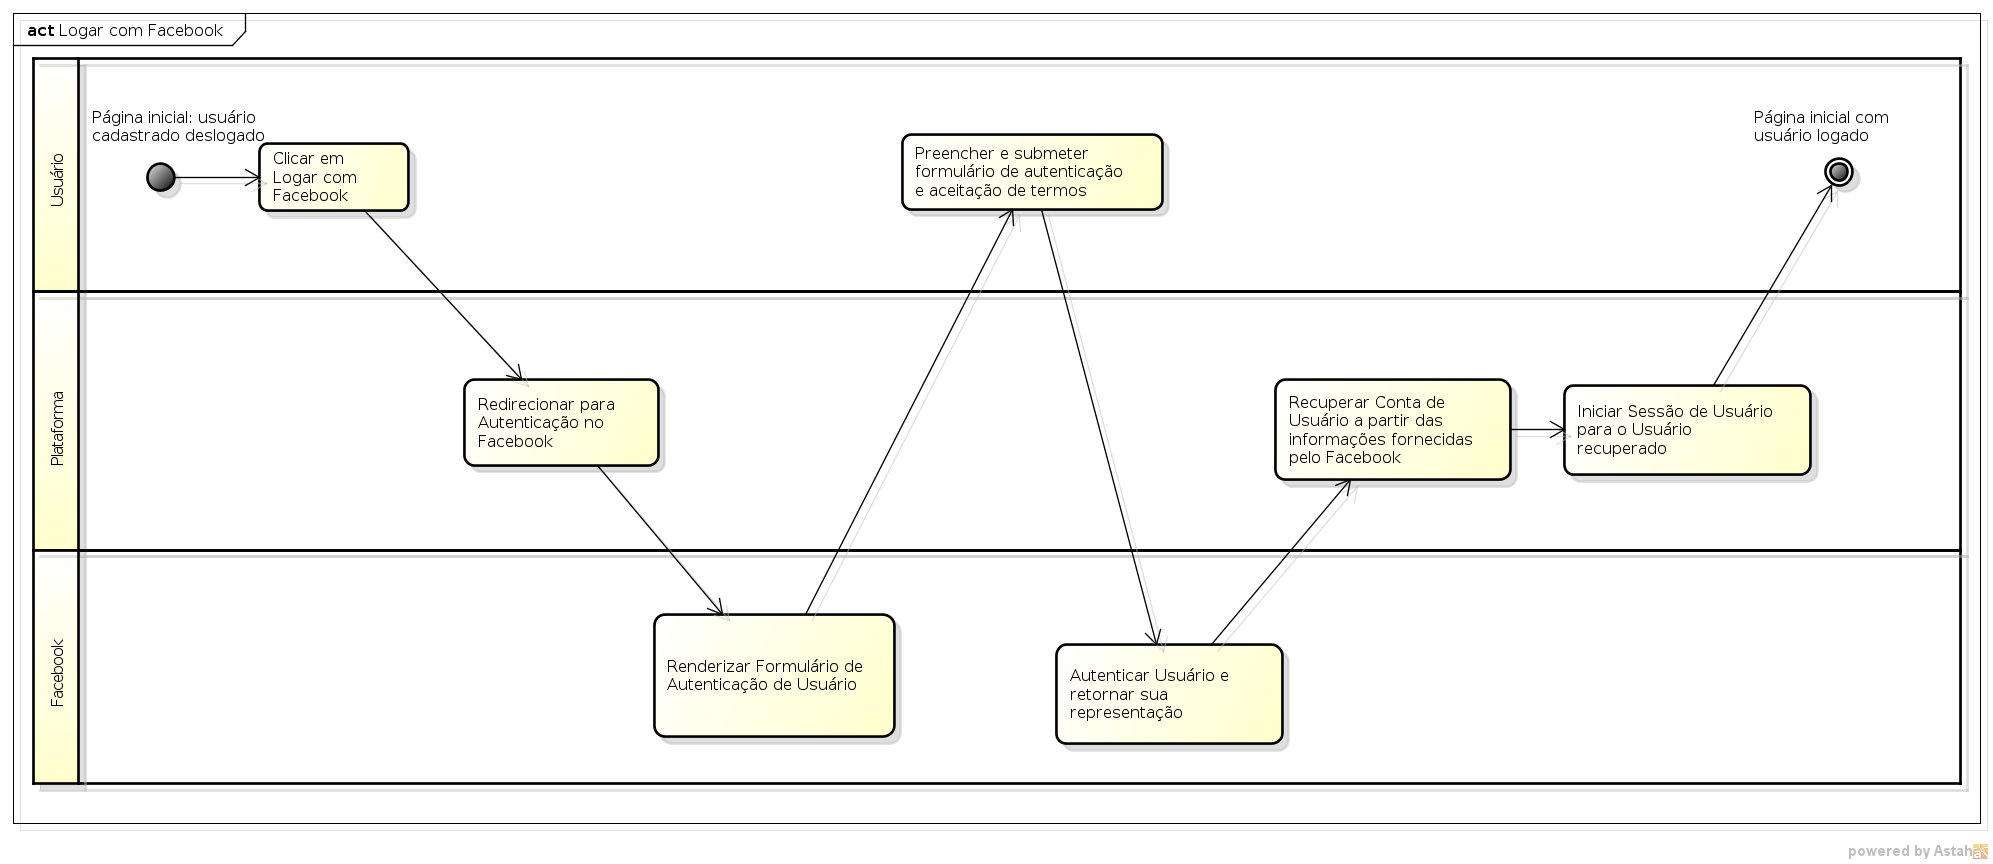 act Logar com Facebook
Usuário
Página inicial: usuário
cadastrado deslogado
Clicar em
Logar com
Facebook
Preencher e submeter
formulário de autenticação
e aceitação de termos
Página inicial com
usuário logado
Plataforma
Redirecionar para
Autenticação no
Facebook
Recuperar Conta de
Usuário a partir das
informações fornecidas
pelo Facebook
Iniciar Sessão de Usuário
para o Usuário
recuperado
Facebook
Renderizar Formulário de
Autenticação de Usuário
Autenticar Usuário e
retornar sua
representação
powered by Astah